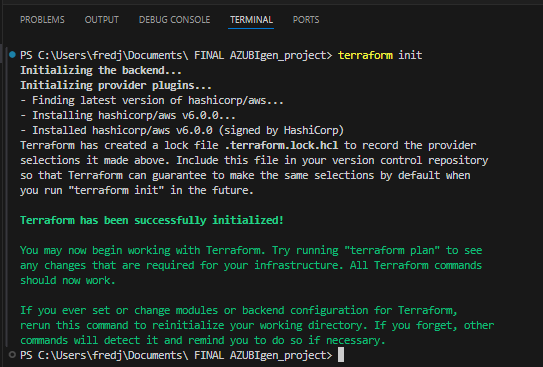 PROBLEMS OUTPUT DEBUG CONSOLE TERMINAL PORTS
PS C:\Users\fredj\Documents\ FINAL AZUBIgen_project> terraform init
Initializing the backend...
Initializing provider plugins...
- Finding latest version of hashicorp/aws...
- Installing hashicorp/aws v6.0.0...
- Installed hashicorp/aws v6.0.0 (signed by HashiCorp)
Terraform has created a lock file .terraform.lock.hcl to record the provider
selections it made above. Include this file in your version control repository
so that Terraform can guarantee to make the same selections by default when
you run "terraform init" in the future.
Terraform has been successfully initialized!
You may now begin working with Terraform. Try running "terraform plan" to see
any changes that are required for your infrastructure. All Terraform commands
should now work.
If you ever set or change modules or backend configuration for Terraform,
rerun this command to reinitialize your working directory. If you forget, other
commands will detect it and remind you to do so if necessary.
PS C:\Users\fredj\Documents\ FINAL AZUBIgen_project>